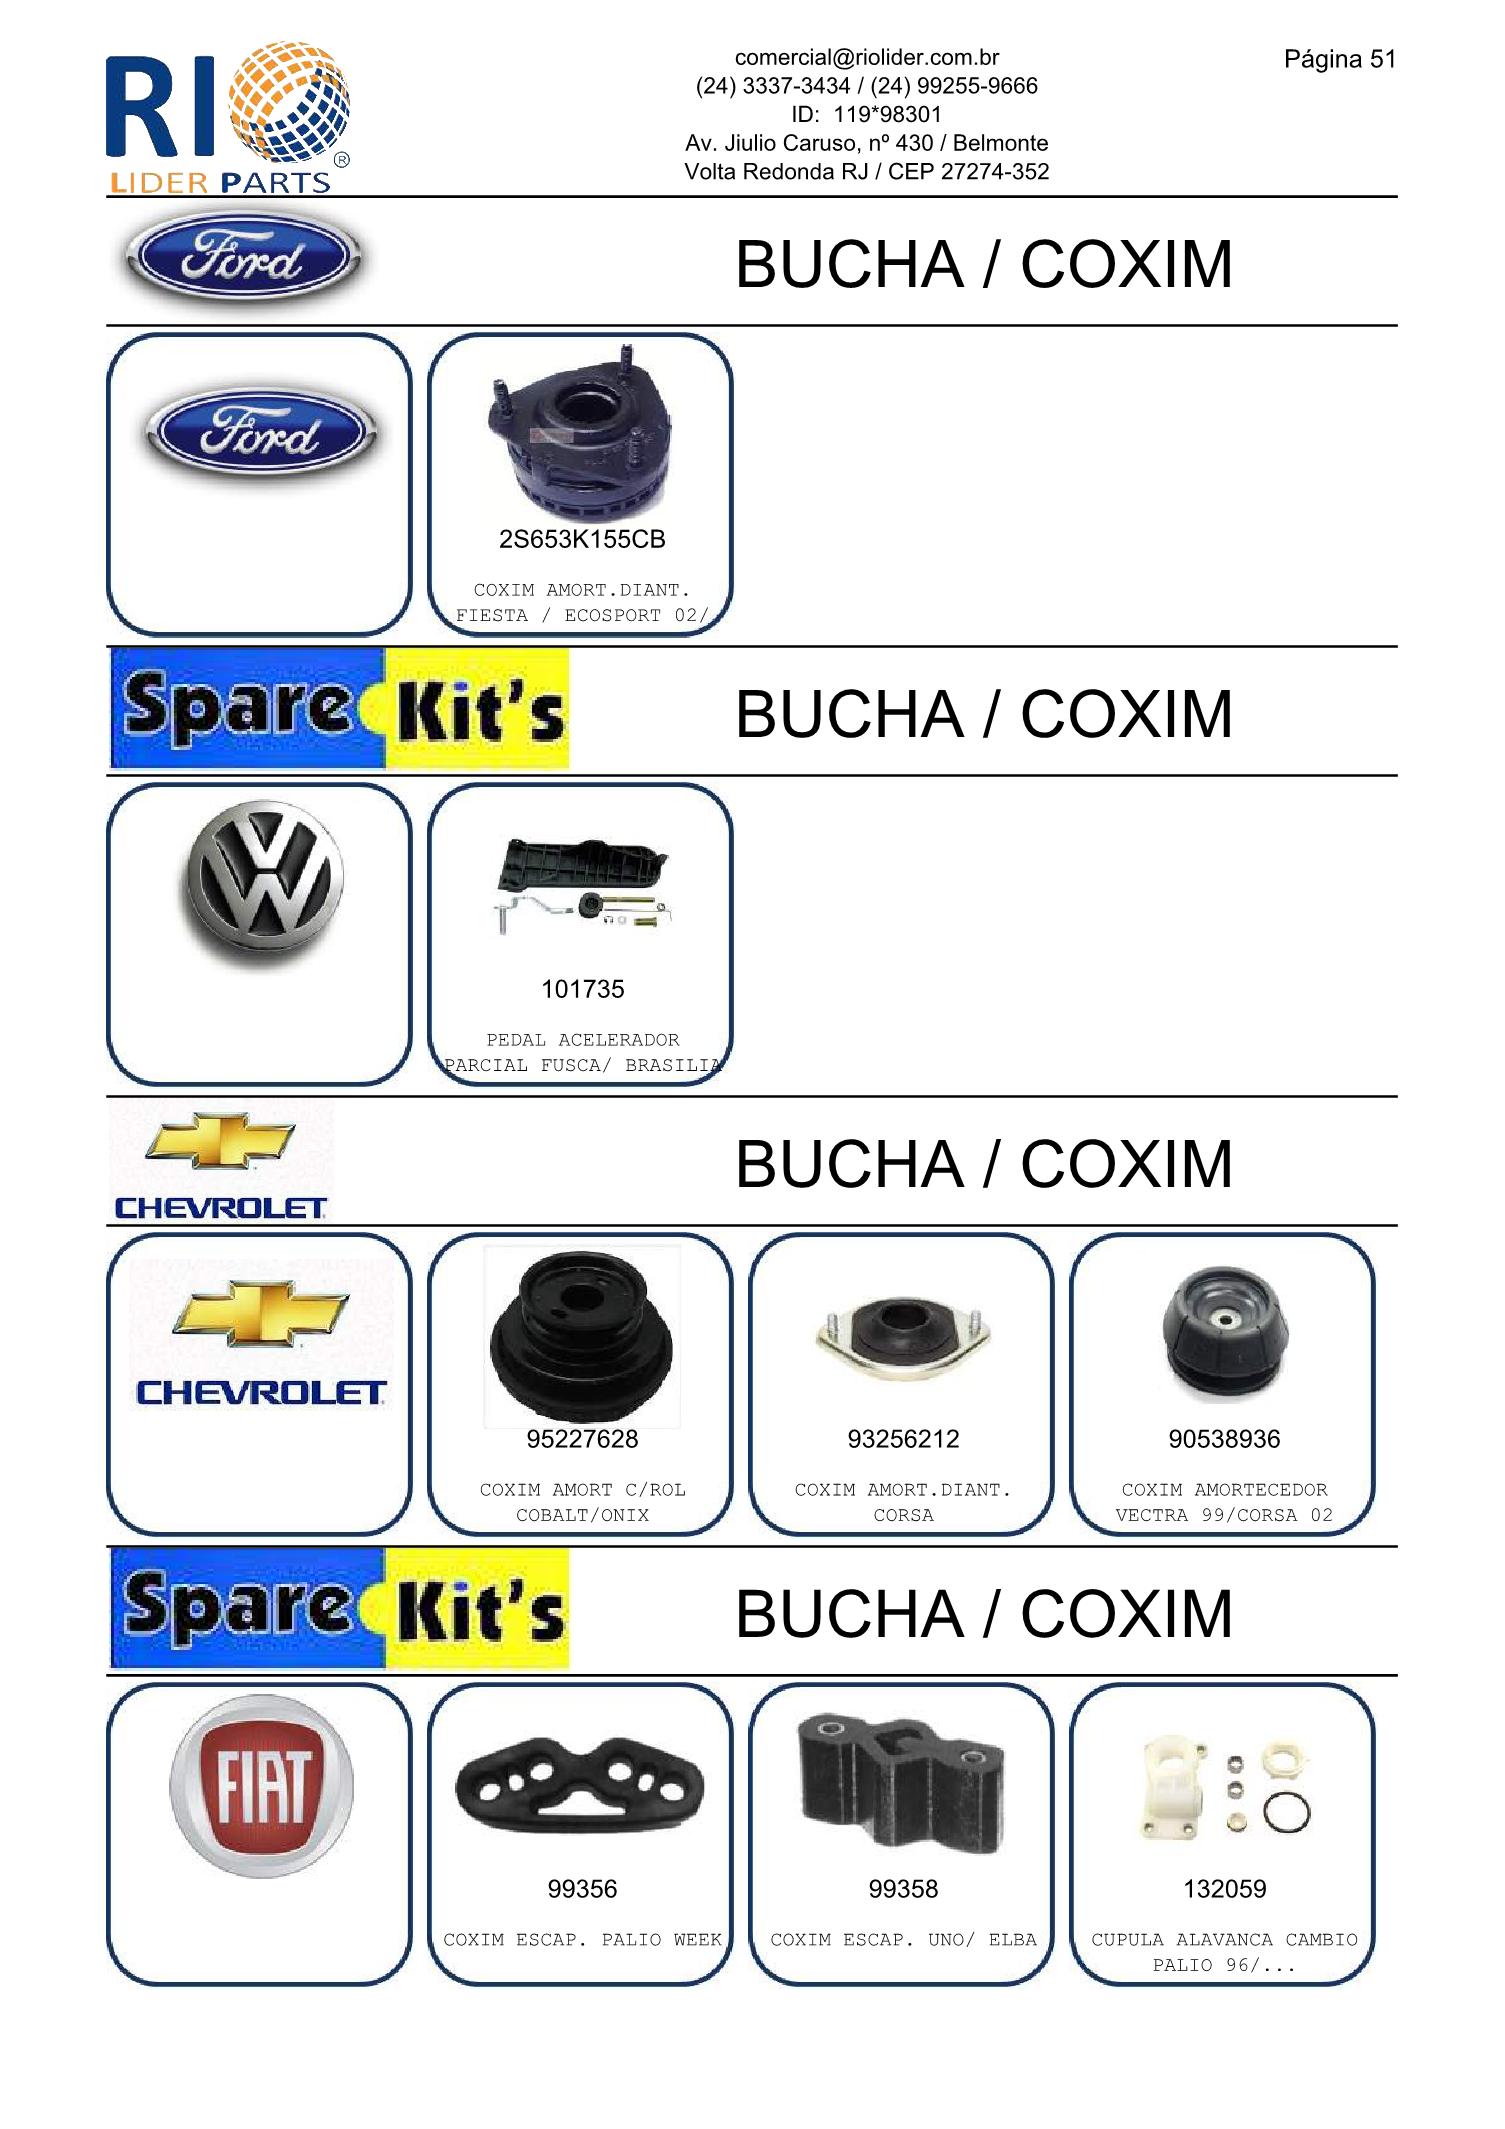 RIO
®
LIDER PARTS
comercial@riolider.com.br
(24) 3337-3434 / (24) 99255-9666
ID: 119*98301
Av. Jiulio Caruso, nº 430 / Belmonte
Volta Redonda RJ / CEP 27274-352
Página 51
Ford
BUCHA / COXIM
Ford
2S653K155CB
COXIM AMORT.DIANT.
FIESTA / ECOSPORT 02/
Spare Kit's
BUCHA / COXIM
101735
PEDAL ACELERADOR
PARCIAL FUSCA/ BRASILIA
CHEVROLET
BUCHA / COXIM
CHEVROLET
95227628
COXIM AMORT C/ROL
COBALT/ONIX
93256212
COXIM AMORT.DIANT.
CORSA
90538936
COXIM AMORTECEDOR
VECTRA 99/CORSA 02
Spare Kit's
BUCHA / COXIM
FIAT
99356
COXIM ESCAP. PALIO WEEK
99358
COXIM ESCAP. UNO/ ELBA
132059
CUPULA ALAVANCA CAMBIO
PALIO 96/...